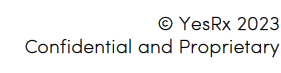 © YesRx 2023
Confidential and Proprietary